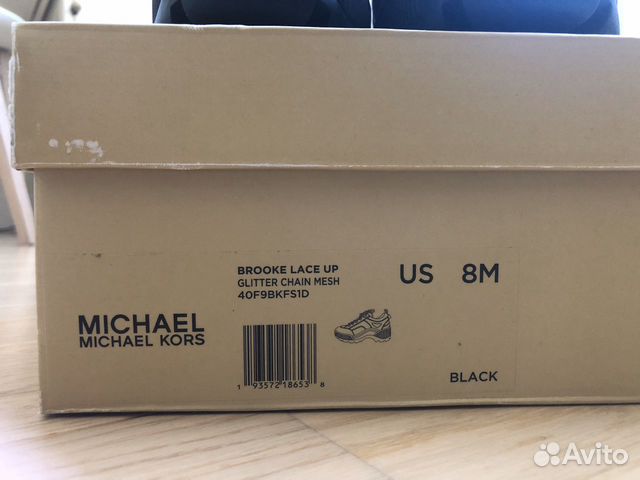 BROOKE LACE UP
GLITTER CHAIN MESH
40F9BKFS1D
US 8M
MICHAEL
MICHAEL KORS
1 93572 18653 8
BLACK
Avito